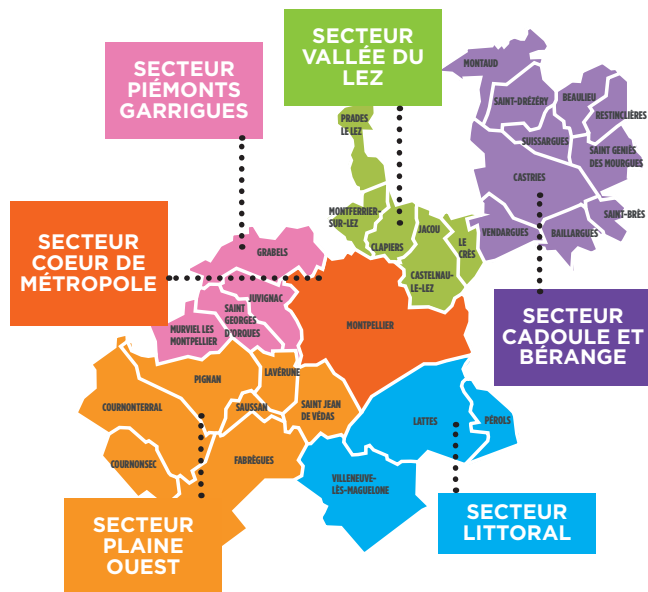 SECTEUR
VALLÉE DU
LEZ
SECTEUR
PIÉMONTS
GARRIGUES
MONTAUD
SAINT-DRÉZÉRY
BEAULIEU
RESTINCLIÈRES
PRADES
LE LEZ
SUISSARGUES
SAINT GENIÈS
DES MOURGUES
CASTRIES
MONTFERRIER-
SUR-LEZ
CLAPIERS
JACOU
LE
CRÈS
VENDARGUES
BAILLARGUES
SAINT-BRÈS
SECTEUR
COEUR DE
MÉTROPOLE
GRABELS
CASTELNAU-
LE-LEZ
JUVIGNAC
SAINT
GEORGES
D'ORQUES
MURVIEL LES
MONTPELLIER
MONTPELLIER
SECTEUR
CADOULE ET
BÉRANGE
PIGNAN
LAVÉRUNE
COURNONTERRAL
SAUSSAN
SAINT JEAN
DE VÉDAS
LATTES
PÉROLS
COURNONSEC
FABRÈGUES
VILLENEUVE-
LÈS-MAGUELONE
SECTEUR
PLAINE
OUEST
SECTEUR
LITTORAL